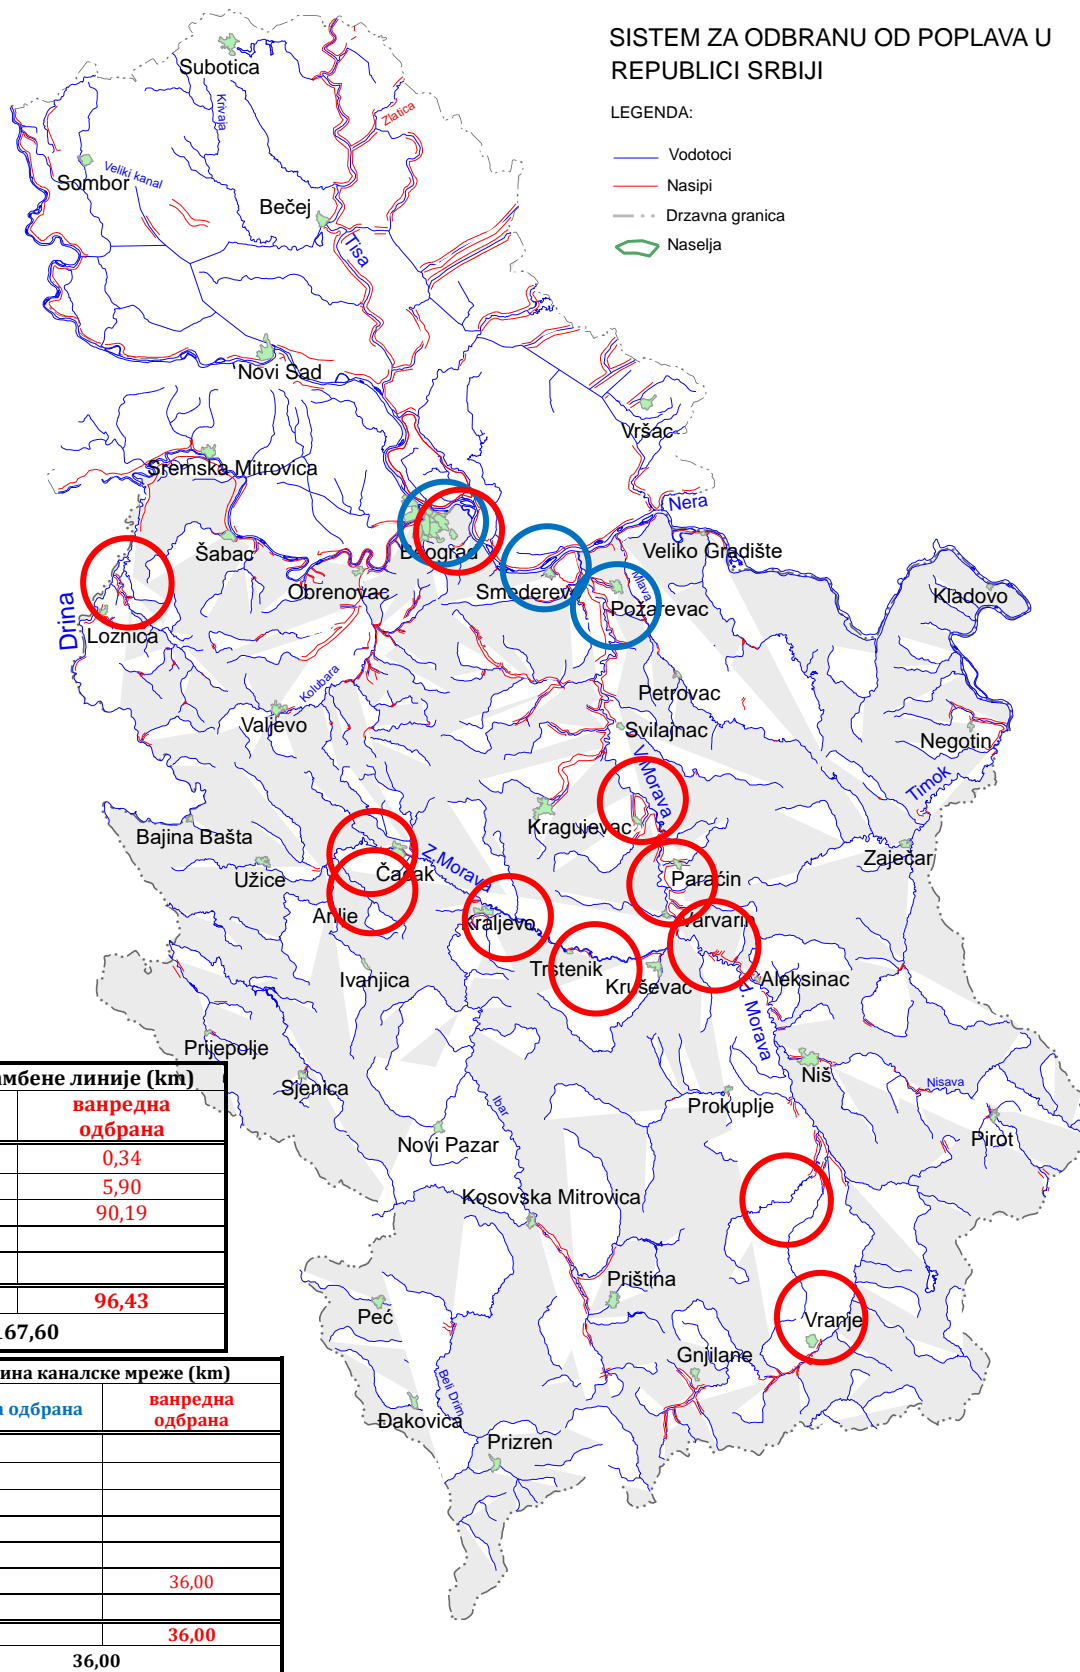 SISTEM ZA ODBRANU OD POPLAVA U
REPUBLICI SRBIJI
LEGENDA:
Vodotoci
Nasipi
Drzavna granica
Naselja
Subotica
Krivaja
Zlatica
Sombor
Veliki kanal
Bečej
Tisa
Novi Sad
Vršac
Sremska Mitrovica
Nera
Šabac
Beograd
Veliko Gradište
Obrenovac
Smederevo
Mlava
Požarevac
Kladovo
Drina
Loznica
Kolubara
Petrovac
Valjevo
Svilajnac
Negotin
V.Morava
Timok
Bajina Bašta
Kragujevac
Zaječar
Užice
Čačak
Z.Morava
Paraćin
Arilje
Kraljevo
Varvarin
Ivanjica
Trstenik
Kruševac
Aleksinac
J. Morava
Prijepolje
Sjenica
Niš
Nisava
Ibar
Prokuplje
Pirot
Novi Pazar
Kosovska Mitrovica
Priština
Peć
Vranje
Gnjilane
Beli Drim
Đakovica
Prizren
линије (km)
ванредна
одбрана
0,34
5,90
90,19
96,43
67,60
каналске мреже (km)
одбрана
ванредна
одбрана
36,00
36,00
36,00